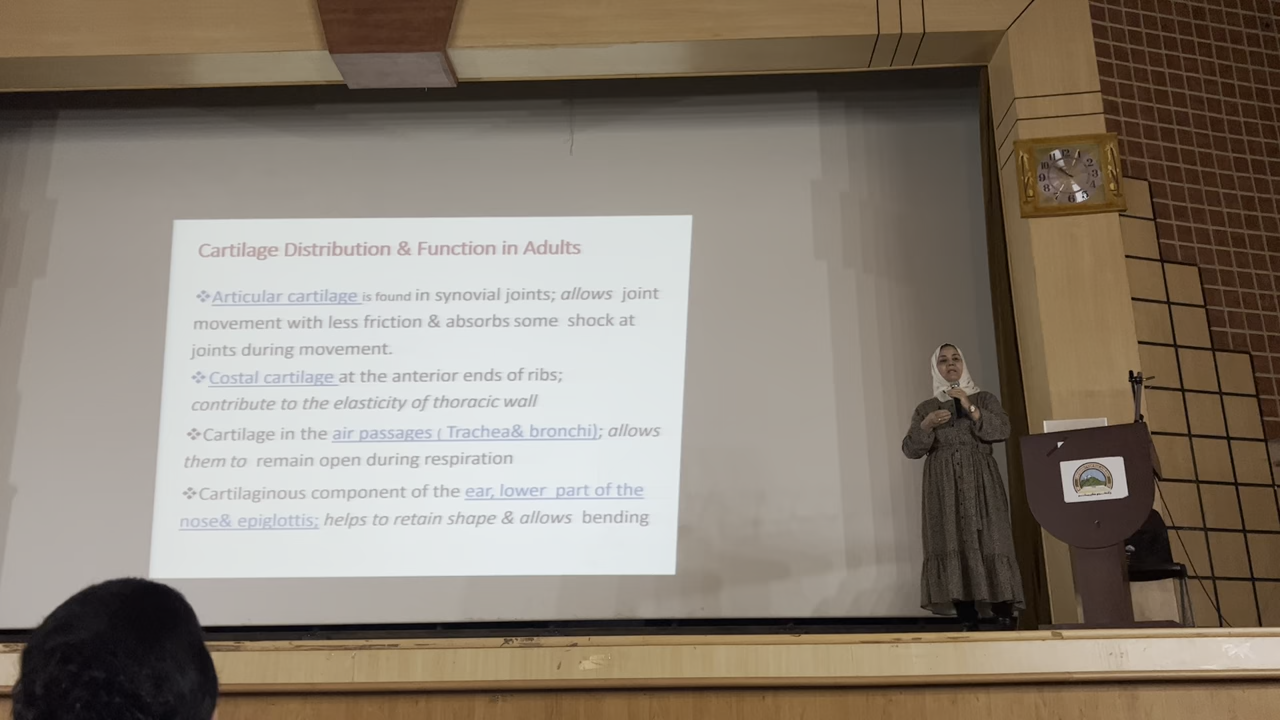 Cartilage Distribution & Function in Adults
❖Articular cartilage is found in synovial joints; allows joint
movement with less friction & absorbs some shock at
joints during movement.
❖ Costal cartilage at the anterior ends of ribs;
contribute to the elasticity of thoracic wall
❖Cartilage in the air passages ( Trachea& bronchi); allows
them to remain open during respiration
❖Cartilaginous component of the ear, lower part of the
nose& epiglottis; helps to retain shape & allows bending